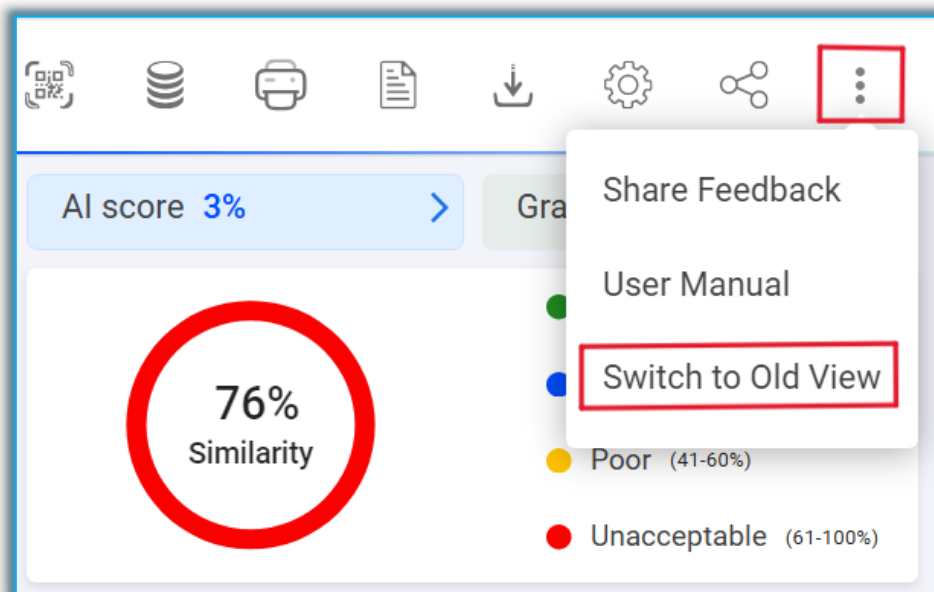 AI score 3%
Gra
Share Feedback
User Manual
Switch to Old View
76%
Similarity
Poor (41-60%)
Unacceptable (61-100%)